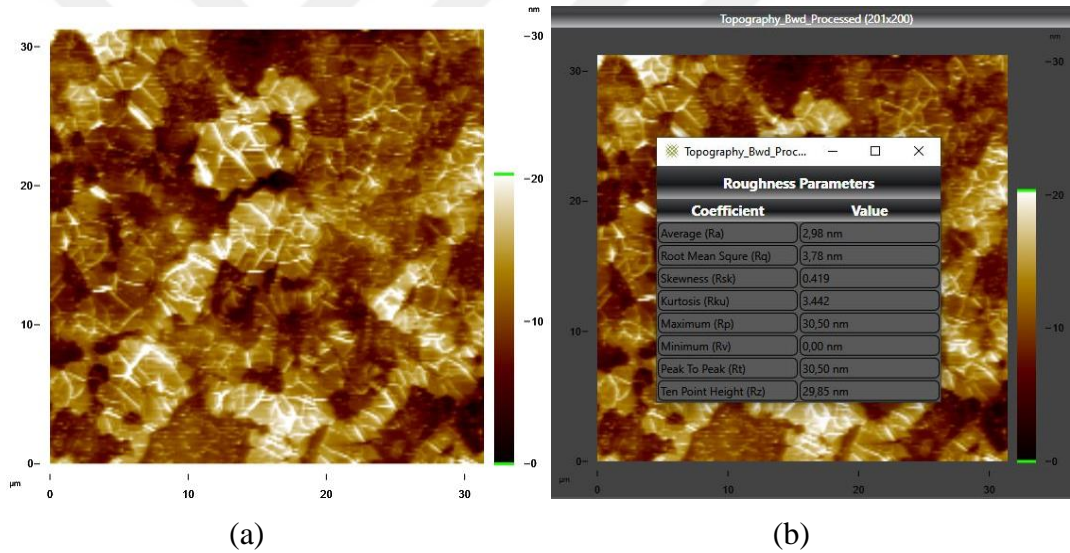 nm
30
20
10
0
30
20
10
0
µm
0
10
20
30
(a)
Topography_Bwd_Processed (201x200)
nm
30
20
10
0
30
20
10
0
µm
0
10
20
30
Topography_Bwd_Proc...
Roughness Parameters
Coefficient Value
Average (Ra) 2,98 nm
Root Mean Squre (Rq) 3,78 nm
Skewness (Rsk) 0.419
Kurtosis (Rku) 3.442
Maximum (Rp) 30,50 nm
Minimum (Rv) 0,00 nm
Peak To Peak (Rt) 30,50 nm
Ten Point Height (Rz) 29,85 nm
(b)